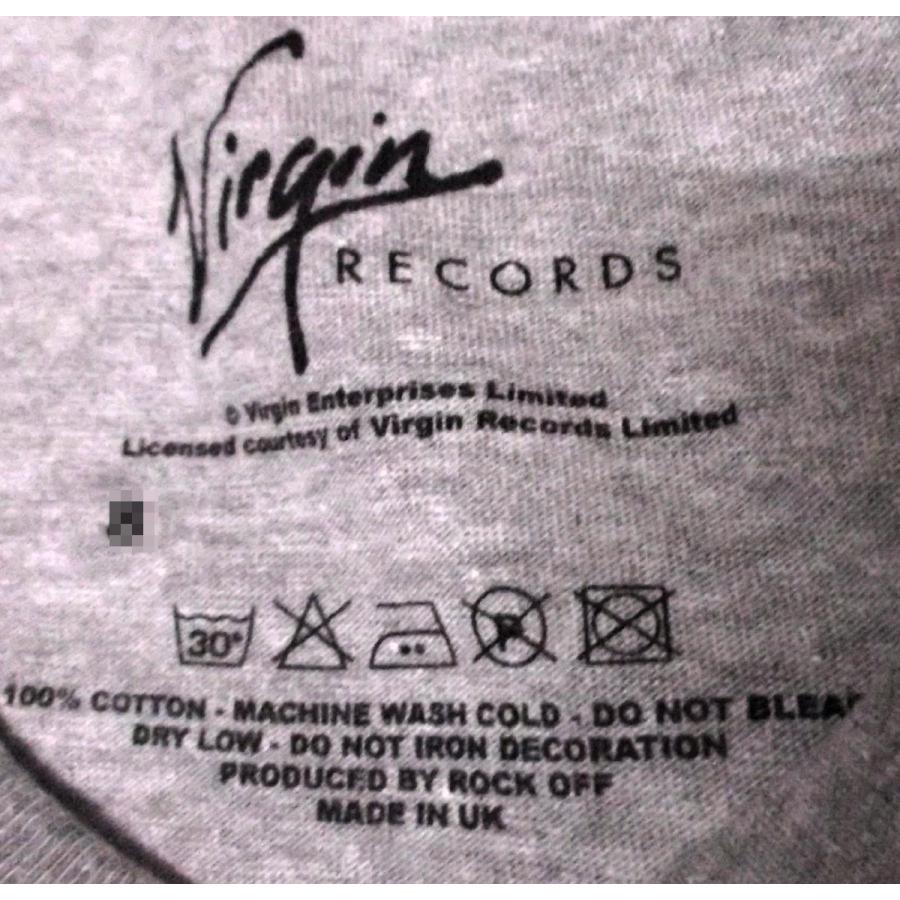 Virgin
RECORDS
© Virgin Enterprises Limited
Licensed courtesy of Virgin Records Limited
30°
P
100% COTTON - MACHINE WASH COLD - DO NOT BLEA
DRY LOW - DO NOT IRON DECORATION
PRODUCED BY ROCK OFF
MADE IN UK